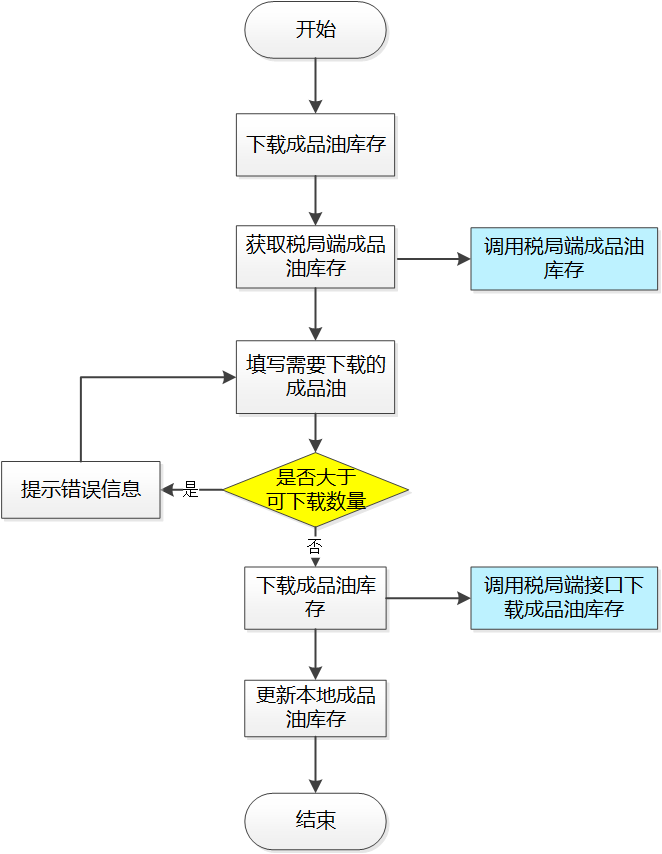 开始
下载成品油库存
获取税局端成品
油库存
调用税局端成品油
库存
填写需要下载的
成品油
是否大于
可下载数量
是
提示错误信息
否
下载成品油库
存
调用税局端接口下
载成品油库存
更新本地成品
油库存
结束